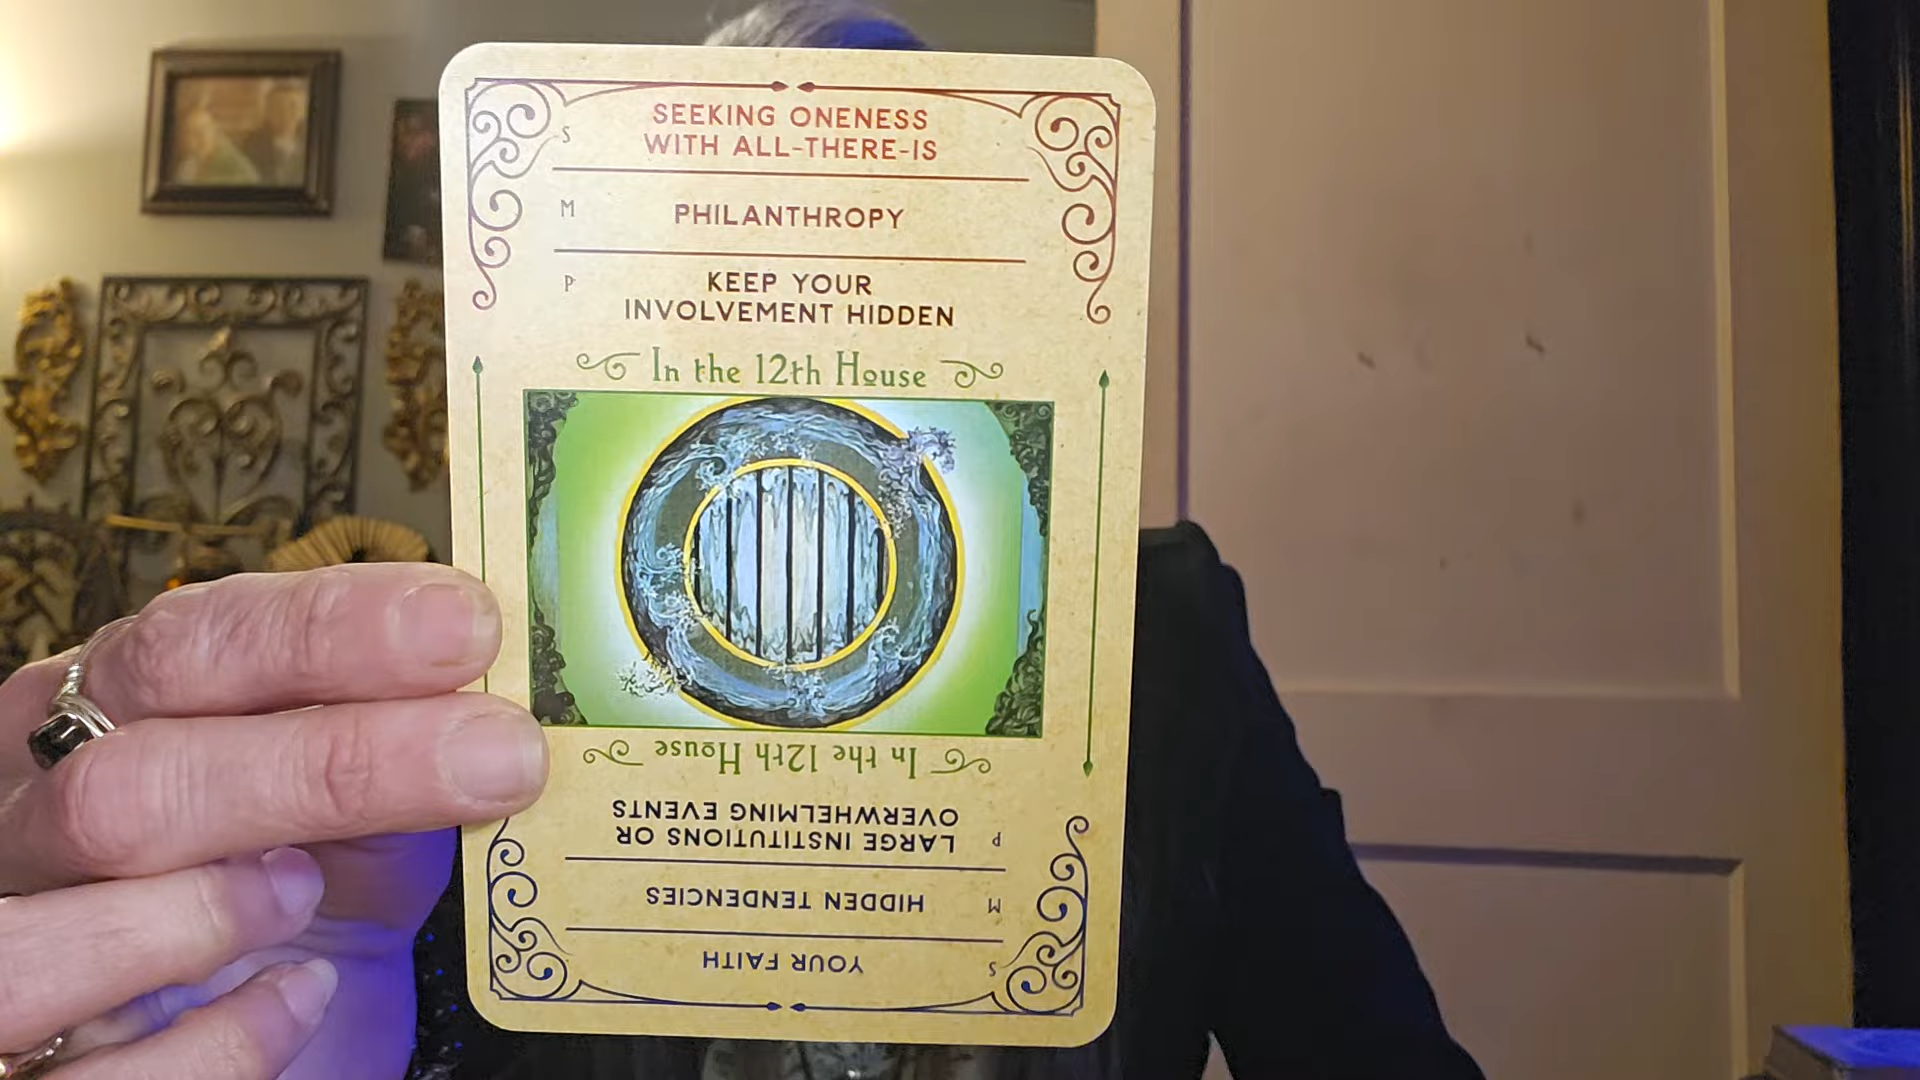 S
SEEKING ONENESS
WITH ALL-THERE-IS
M
PHILANTHROPY
P
KEEP YOUR
INVOLVEMENT HIDDEN
In the 12th House
In the 12th House
P
LARGE INSTITUTIONS OR
OVERWHELMING EVENTS
M
HIDDEN TENDENCIES
S
YOUR FAITH